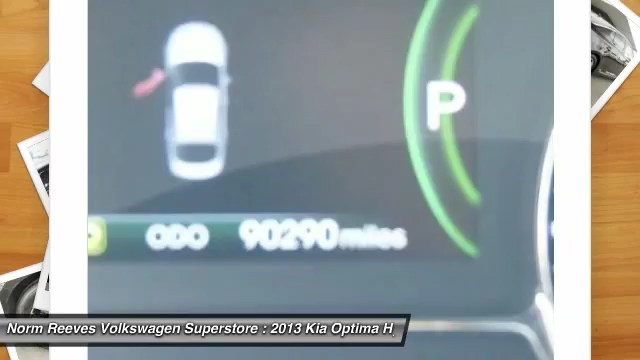 P
ODO 90290 miles
Norm Reeves Volkswagen Superstore : 2013 Kia Optima H